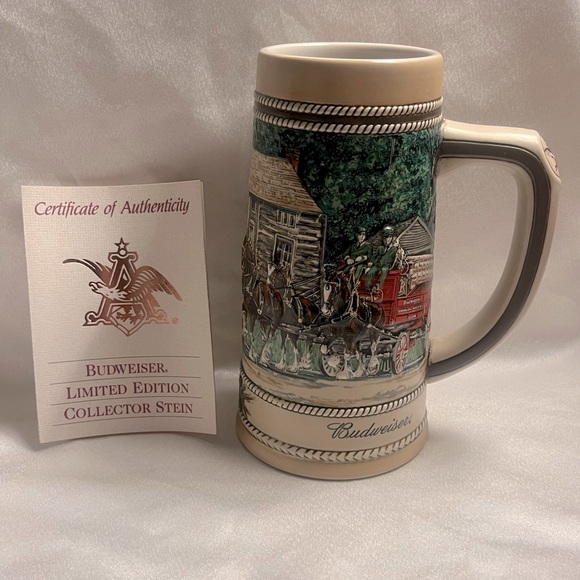 Certificate of Authenticity
BUDWEISER®
LIMITED EDITION
COLLECTOR STEIN
Budweiser®